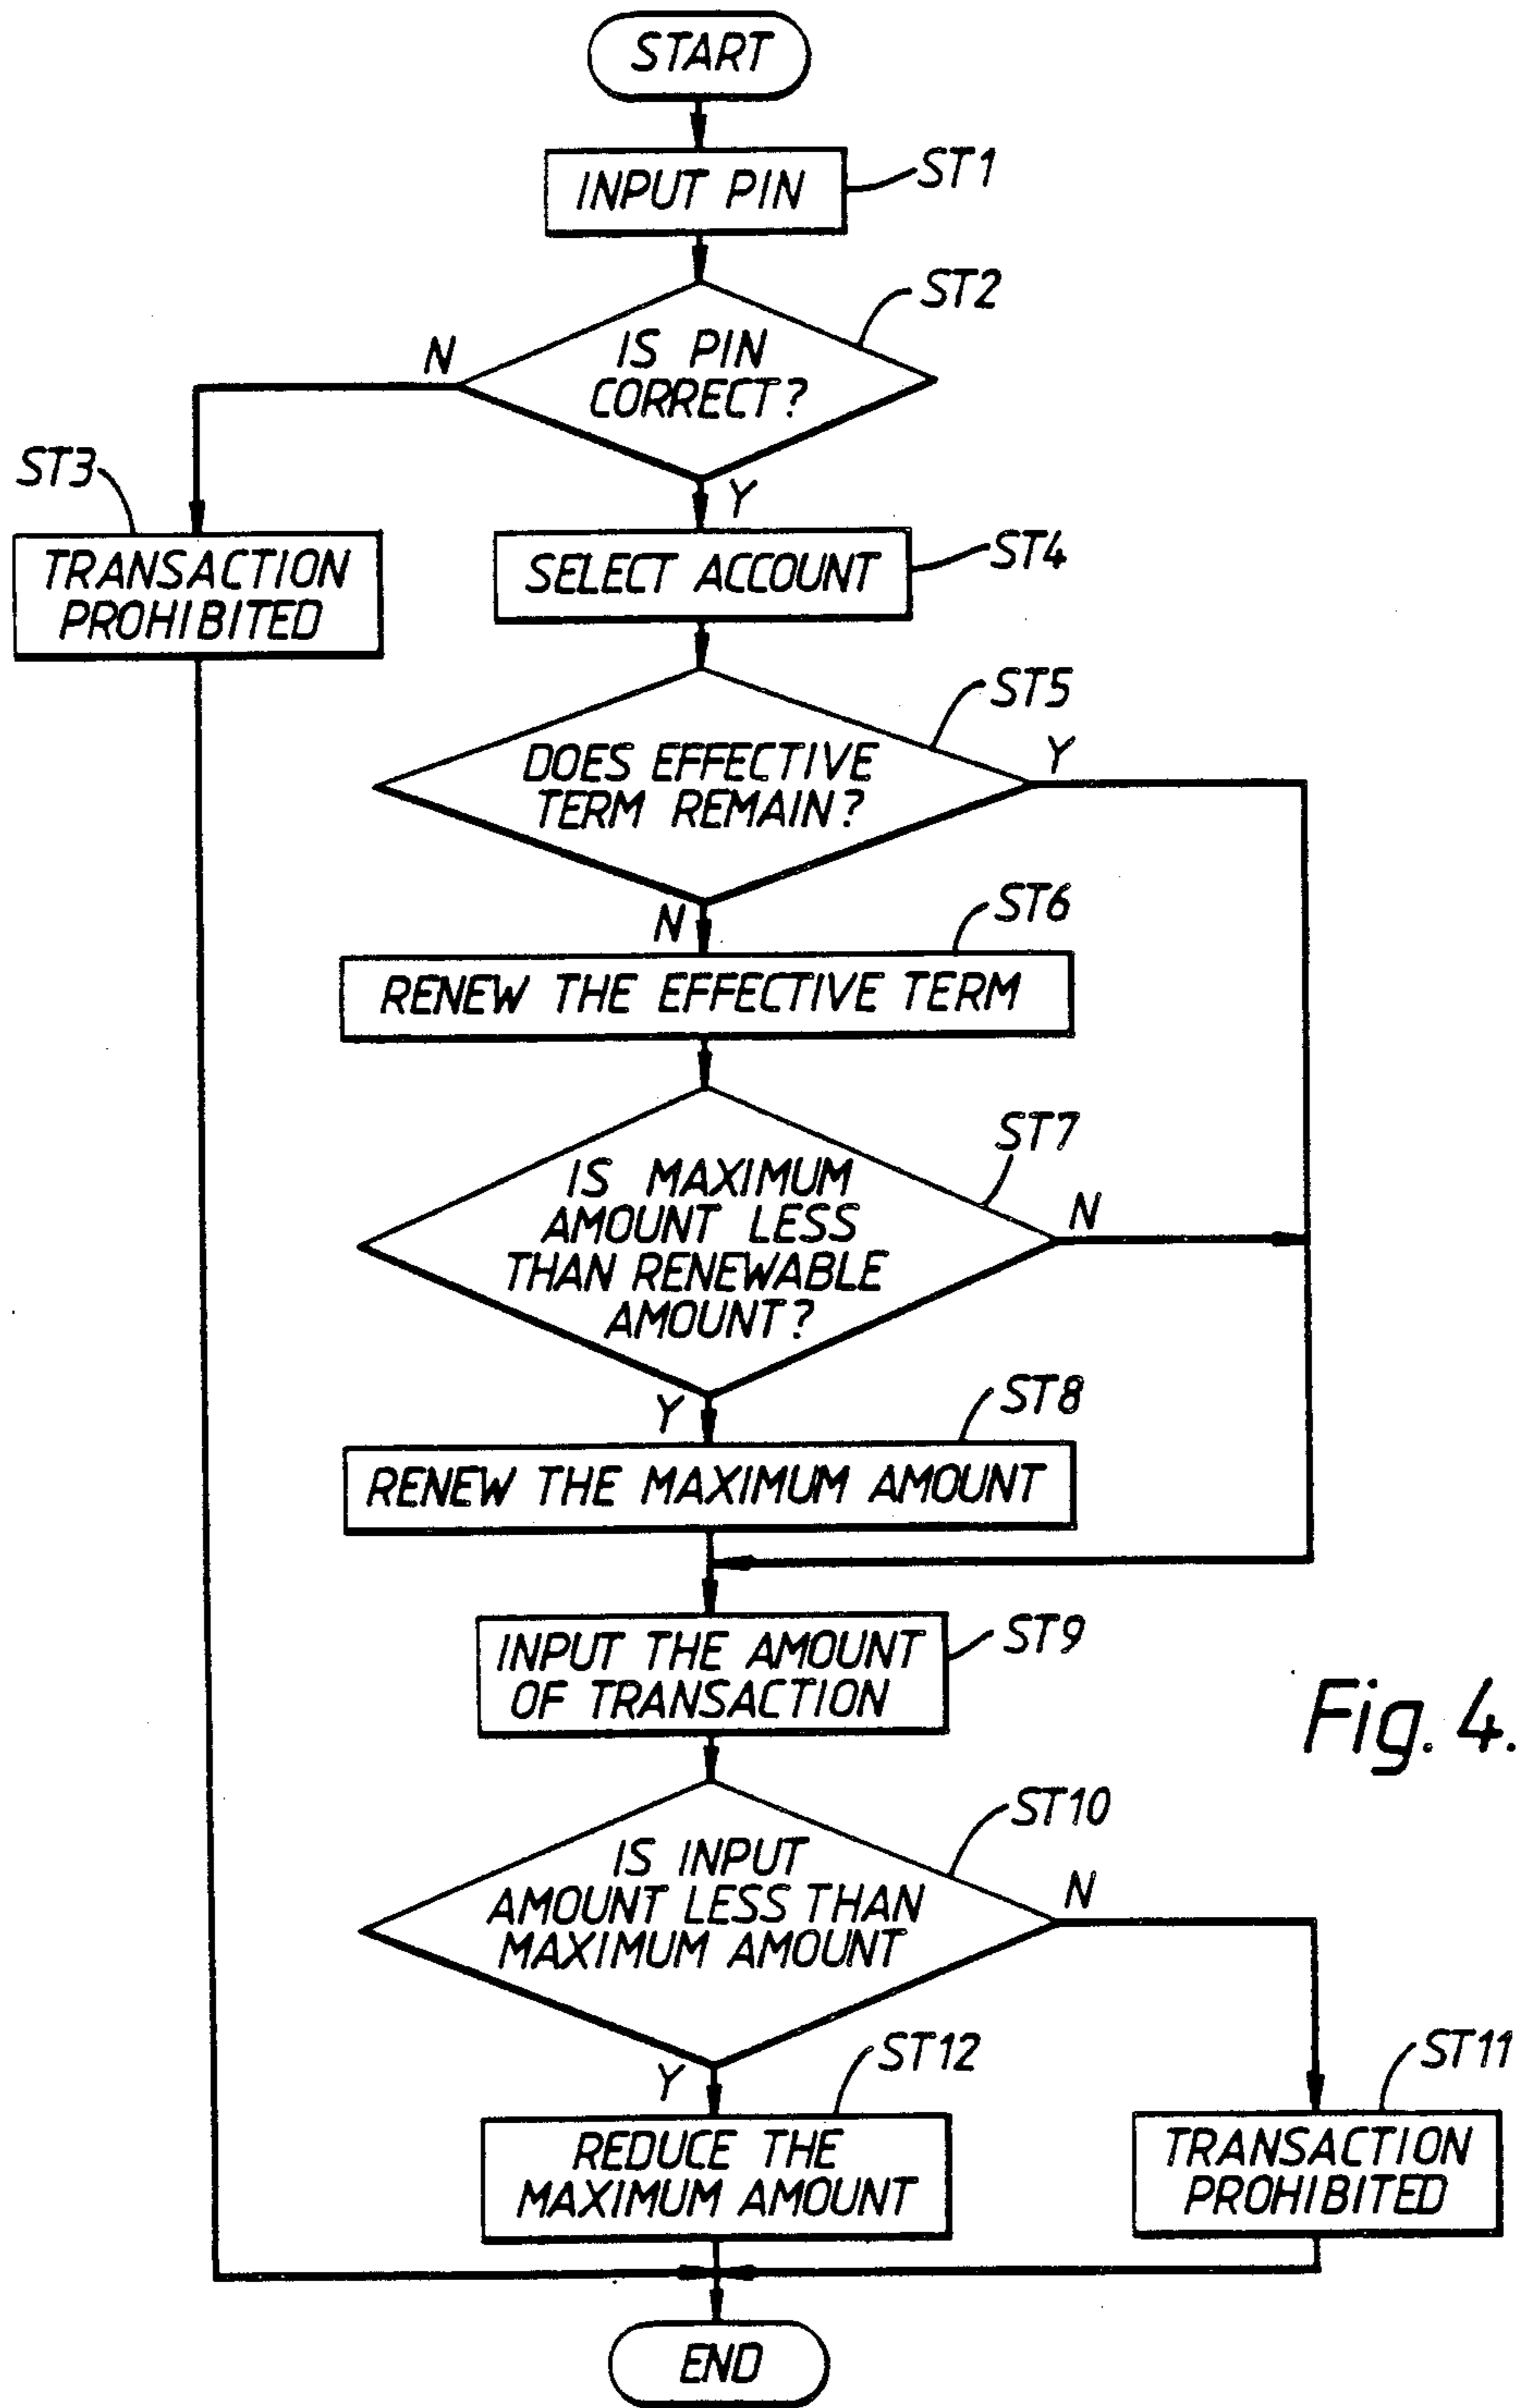 START
INPUT PIN
ST1
ST2
IS PIN
CORRECT?
N
Y
ST3
TRANSACTION
PROHIBITED
SELECT ACCOUNT
ST4
ST5
DOES EFFECTIVE
TERM REMAIN?
Y
N
ST6
RENEW THE EFFECTIVE TERM
ST7
IS MAXIMUM
AMOUNT LESS
THAN RENEWABLE
AMOUNT?
N
Y
ST8
RENEW THE MAXIMUM AMOUNT
ST9
INPUT THE AMOUNT
OF TRANSACTION
Fig. 4.
ST10
IS INPUT
AMOUNT LESS THAN
MAXIMUM AMOUNT
N
Y
ST12
REDUCE THE
MAXIMUM AMOUNT
ST11
TRANSACTION
PROHIBITED
END